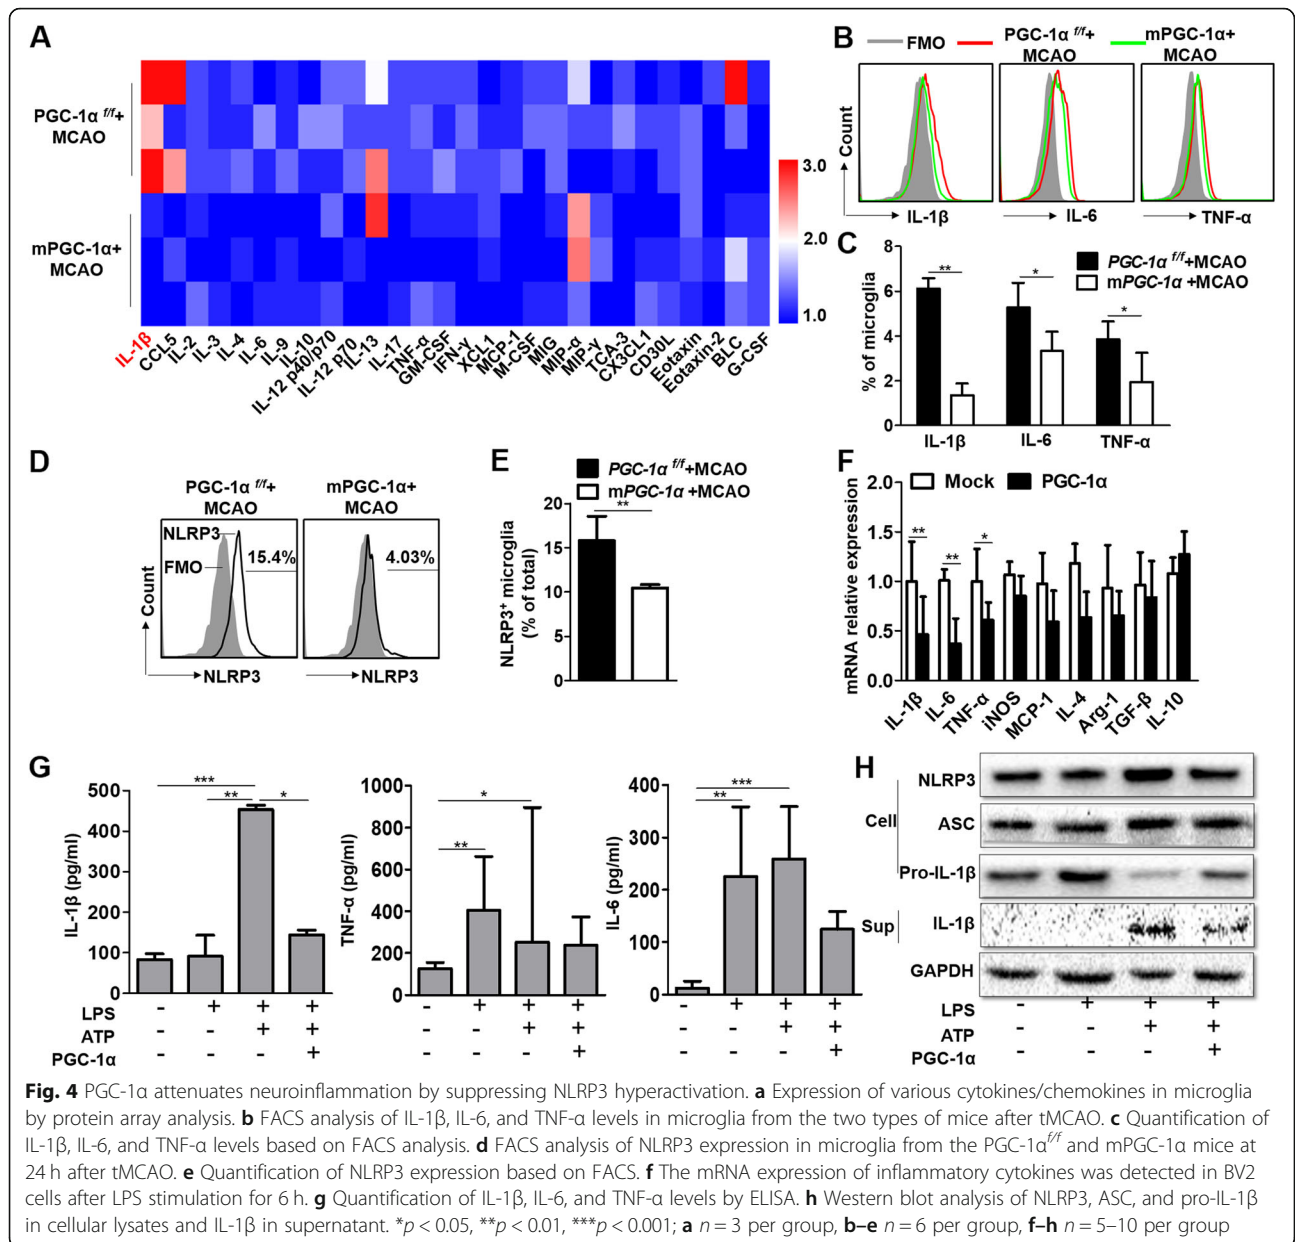 A
PGC-1α f/f+
MCAO
mPGC-1α+
MCAO
3.0
2.0
1.0
IL-1β CCL5 IL-2 IL-3 IL-4 IL-6 IL-9 IL-10 IL-12 p40/p70 IL-12 p70 IL-13 IL-17 TNF-α GM-CSF IFN-γ XCL1 MCP-1 M-CSF MIG MIP-α MIP-γ TCA-3 CX3CL1 CD30L Eotaxin Eotaxin-2 BLC G-CSF
B
FMO PGC-1α f/f+ MCAO mPGC-1α+ MCAO
Count
IL-1β IL-6 TNF-α
C
PGC-1α f/f+MCAO
mPGC-1α +MCAO
% of microglia
8
6
4
2
0
** * *
IL-1β IL-6 TNF-α
D
PGC-1α f/f+
MCAO
mPGC-1α+
MCAO
NLRP3
FMO
15.4%
4.03%
Count
NLRP3 NLRP3
E
PGC-1α f/f+MCAO
mPGC-1α +MCAO
**
NLRP3+ microglia
(% of total)
20
15
10
5
0
F
Mock PGC-1α
mRNA relative expression
2.0
1.5
1.0
0.5
0.0
** ** *
IL-1β IL-6 TNF-α iNOS MCP-1 IL-4 Arg-1 TGF-β IL-10
G
IL-1β (pg/ml)
500
400
300
200
100
0
***
** *
TNF-α (pg/ml)
1000
800
600
400
200
0
*
**
IL-6 (pg/ml)
400
300
200
100
0
***
**
LPS - + + + - + + + - + + +
ATP - - + + - - + + - - + +
PGC-1α - - - + - - - + - - - +
H
Cell
NLRP3
ASC
Pro-IL-1β
Sup
IL-1β
GAPDH
LPS - + + +
ATP - - + +
PGC-1α - - - +
Fig. 4 PGC-1α attenuates neuroinflammation by suppressing NLRP3 hyperactivation. a Expression of various cytokines/chemokines in microglia
by protein array analysis. b FACS analysis of IL-1β, IL-6, and TNF-α levels in microglia from the two types of mice after tMCAO. c Quantification of
IL-1β, IL-6, and TNF-α levels based on FACS analysis. d FACS analysis of NLRP3 expression in microglia from the PGC-1αf/f and mPGC-1α mice at
24 h after tMCAO. e Quantification of NLRP3 expression based on FACS. f The mRNA expression of inflammatory cytokines was detected in BV2
cells after LPS stimulation for 6 h. g Quantification of IL-1β, IL-6, and TNF-α levels by ELISA. h Western blot analysis of NLRP3, ASC, and pro-IL-1β
in cellular lysates and IL-1β in supernatant. *p < 0.05, **p < 0.01, ***p < 0.001; a n = 3 per group, b–e n = 6 per group, f–h n = 5–10 per group